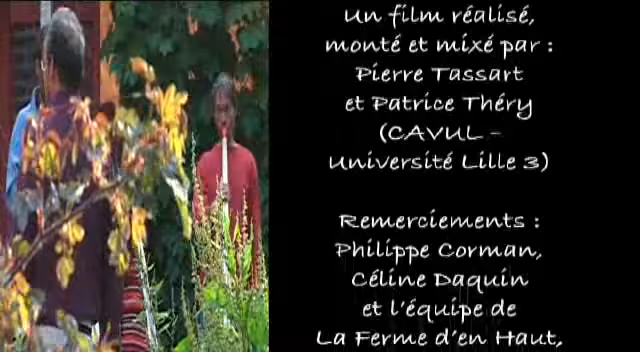 Un film réalisé,
monté et mixé par :
Pierre Tassart
et Patrice Théry
(CAVUL -
Université Lille 3)
Remerciements :
Philippe Corman,
Céline Daquin
et l'équipe de
La Ferme d'en Haut,